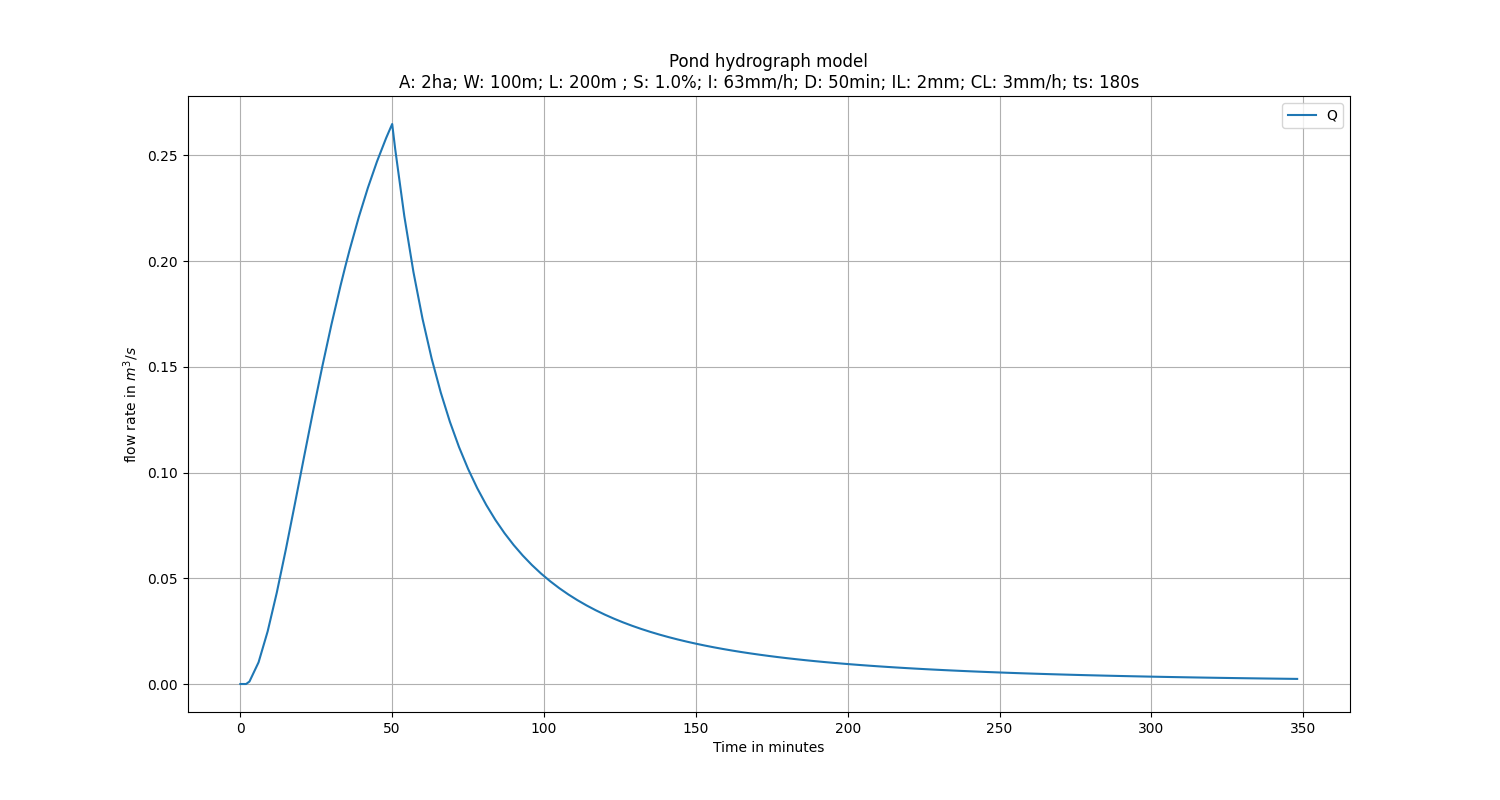 Pond hydrograph model
A: 2ha; W: 100m; L: 200m ; S: 1.0%; I: 63mm/h; D: 50min; IL: 2mm; CL: 3mm/h; ts: 180s
Q
flow rate in m³/s
0.25
0.20
0.15
0.10
0.05
0.00
0 50 100 150 200 250 300 350
Time in minutes